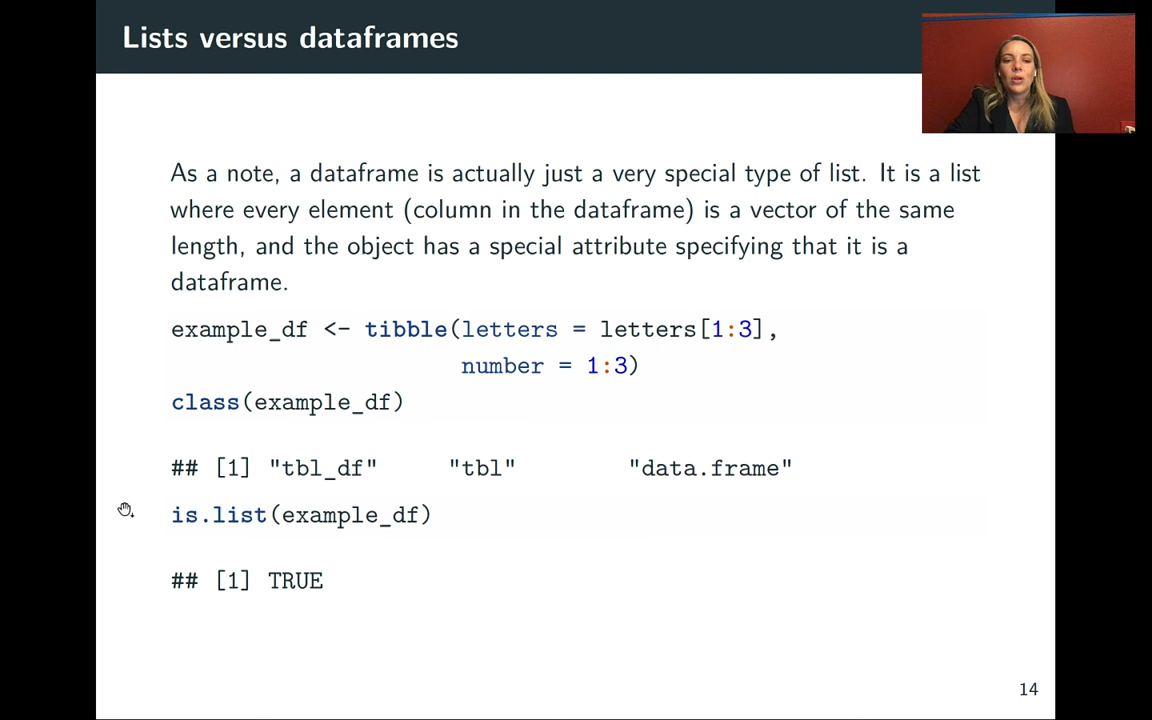 Lists versus dataframes
As a note, a dataframe is actually just a very special type of list. It is a list
where every element (column in the dataframe) is a vector of the same
length, and the object has a special attribute specifying that it is a
dataframe.
example_df <- tibble(letters = letters[1:3],
number = 1:3)
class(example_df)
## [1] "tbl_df" "tbl" "data.frame"
is.list(example_df)
## [1] TRUE
14